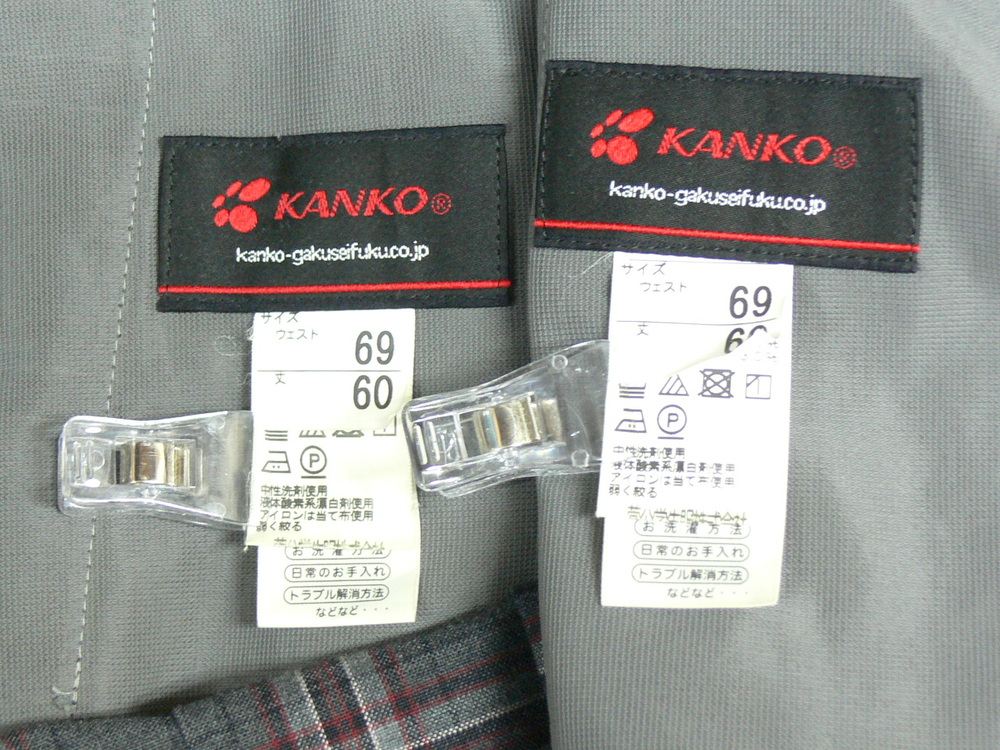 KANKO®
kanko-gakuseifuku.co.jp
サイズ
ウェスト
69
丈
60
P
中性洗剤使用
液体酸素系漂白剤使用
アイロンは当て布使用
弱く絞る
お洗濯方法
日常のお手入れ
トラブル解消方法
などなど・・・
KANKO®
kanko-gakuseifuku.co.jp
サイズ
ウェスト
69
丈
P
中性洗剤使用
液体酸素系漂白剤使用
アイロンは当て布使用
弱く絞る
お洗濯方法
日常のお手入れ
トラブル解消方法
などなど・・・